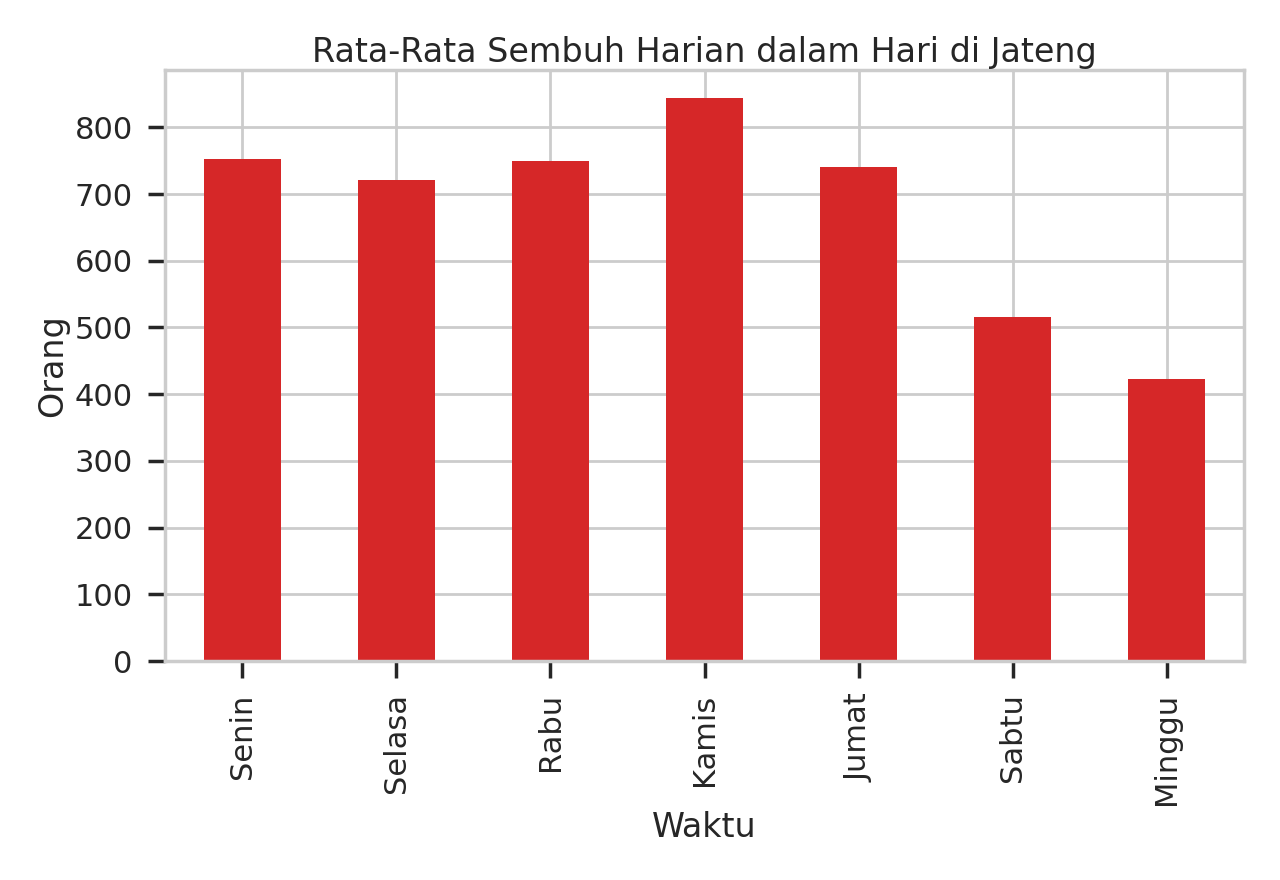 Rata-Rata Sembuh Harian dalam Hari di Jateng
Orang
800
700
600
500
400
300
200
100
0
Senin
Selasa
Rabu
Kamis
Jumat
Sabtu
Minggu
Waktu